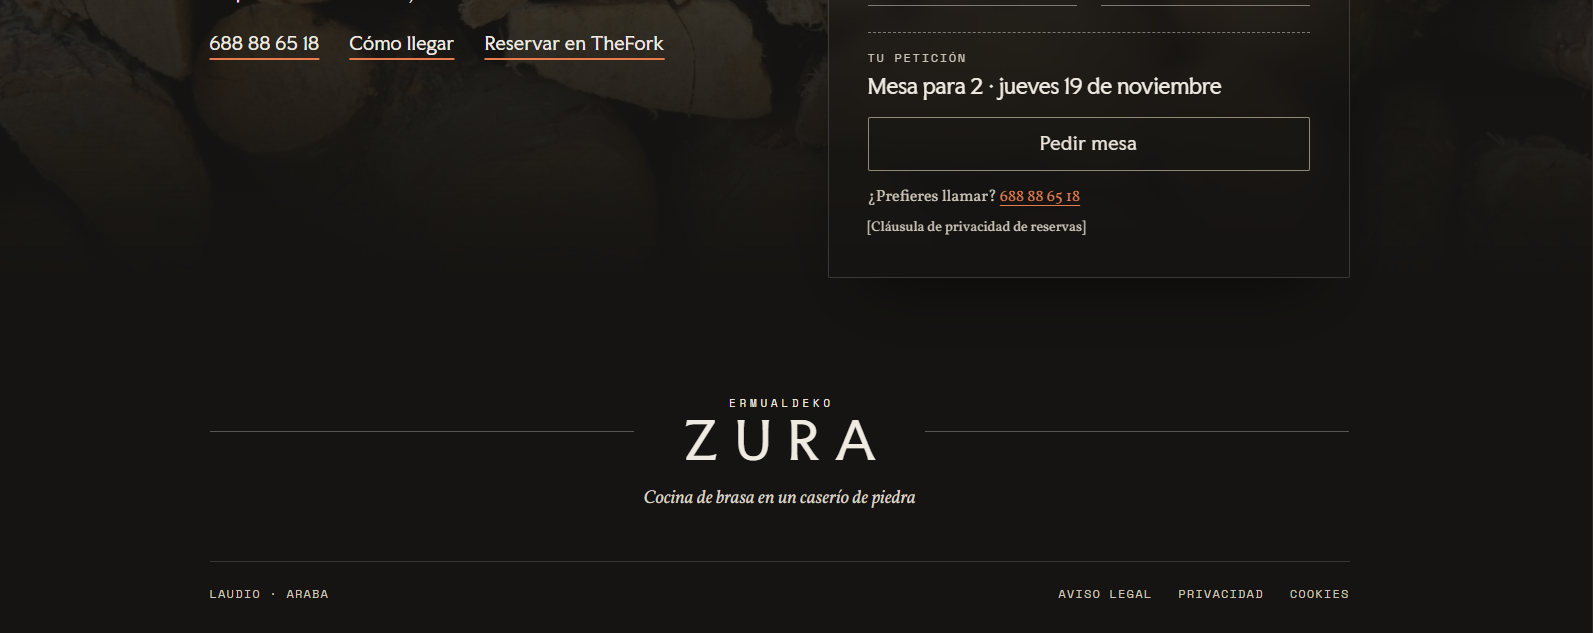 688 88 65 18 Cómo llegar Reservar en TheFork
TU PETICIÓN
Mesa para 2 · jueves 19 de noviembre
Pedir mesa
¿Prefieres llamar? 688 88 65 18
[Cláusula de privacidad de reservas]
ERMUALDEKO
ZURA
Cocina de brasa en un caserío de piedra
LAUDIO · ARABA
AVISO LEGAL PRIVACIDAD COOKIES